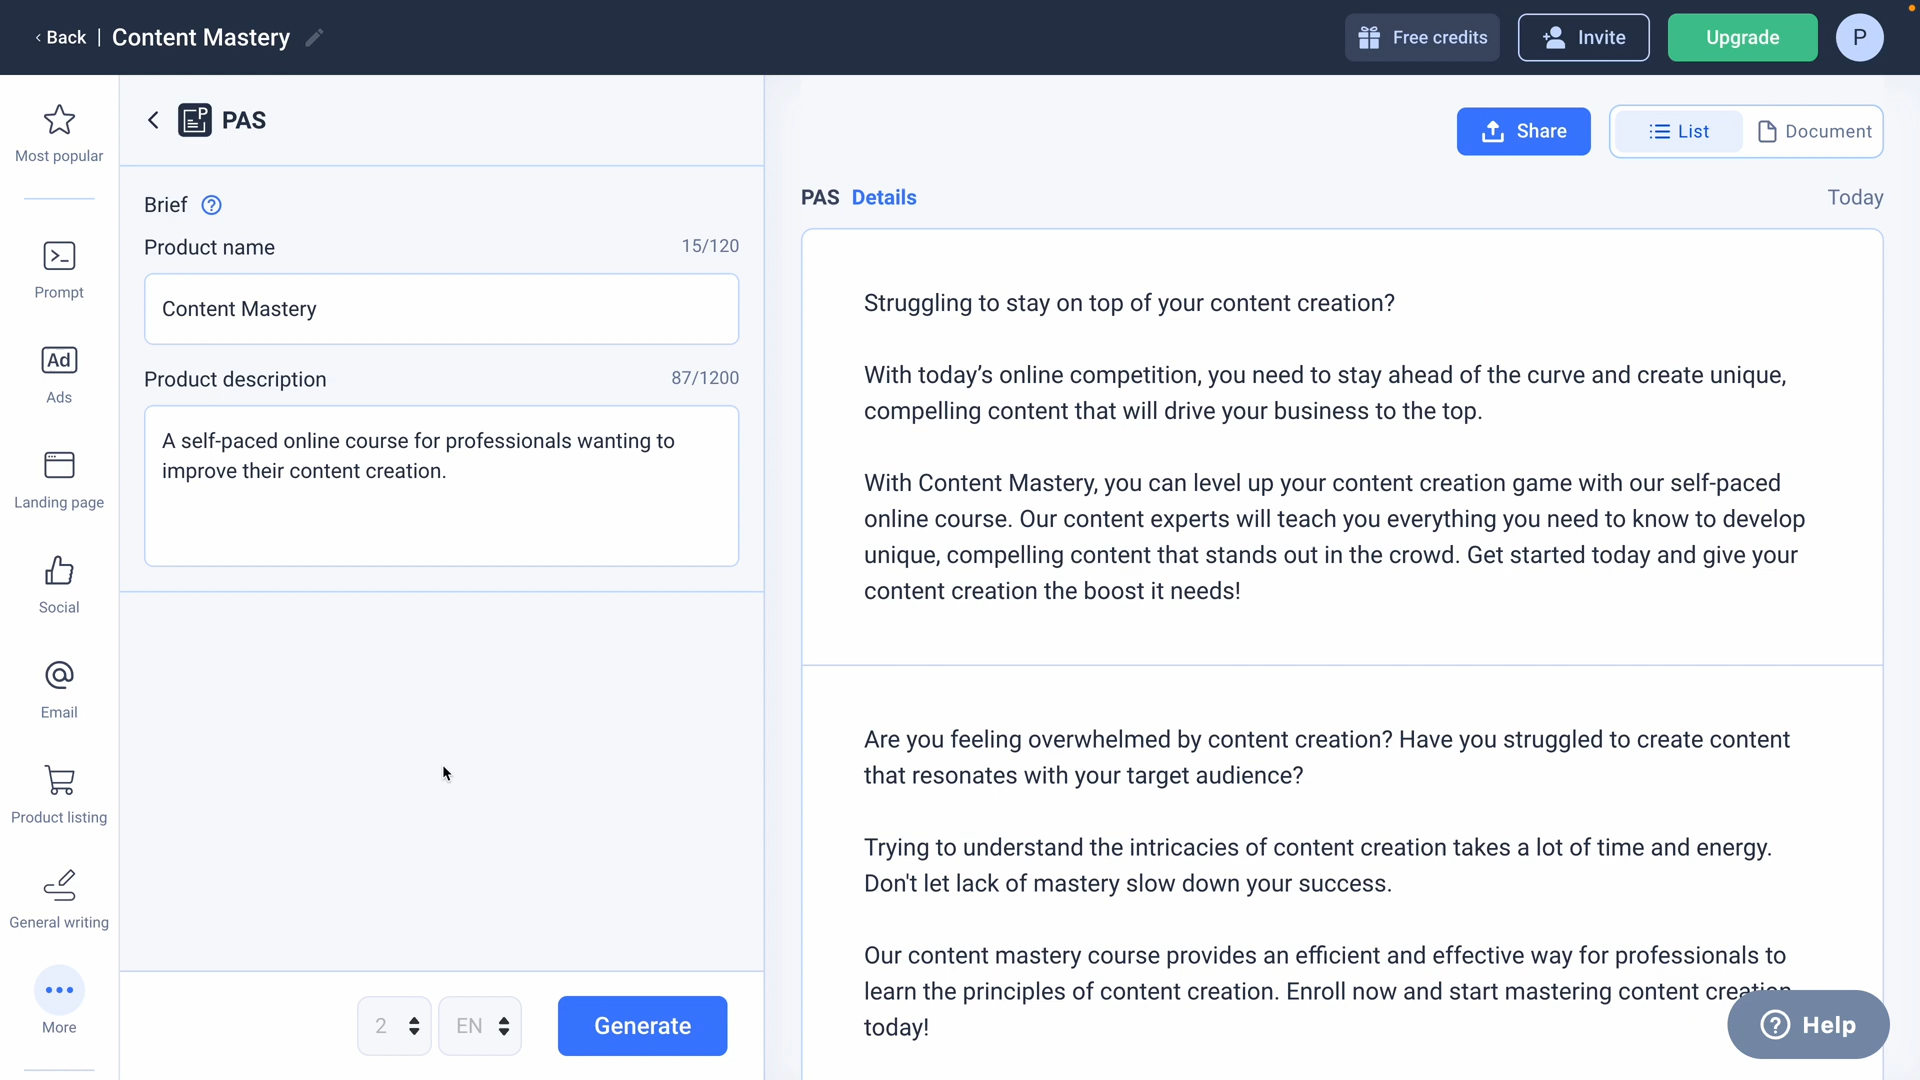 ‹ Back | Content Mastery
Free credits
Invite
Upgrade
P
Most popular
Prompt
Ad
Ads
Landing page
Social
Email
Product listing
General writing
More
P
PAS
Brief
Product name
15/120
Content Mastery
Product description
87/1200
A self-paced online course for professionals wanting to
improve their content creation.
2
EN
Generate
Share
List
Document
PAS Details
Today
Struggling to stay on top of your content creation?
With today’s online competition, you need to stay ahead of the curve and create unique,
compelling content that will drive your business to the top.
With Content Mastery, you can level up your content creation game with our self-paced
online course. Our content experts will teach you everything you need to know to develop
unique, compelling content that stands out in the crowd. Get started today and give your
content creation the boost it needs!
Are you feeling overwhelmed by content creation? Have you struggled to create content
that resonates with your target audience?
Trying to understand the intricacies of content creation takes a lot of time and energy.
Don't let lack of mastery slow down your success.
Our content mastery course provides an efficient and effective way for professionals to
learn the principles of content creation. Enroll now and start mastering content creation
today!
Help